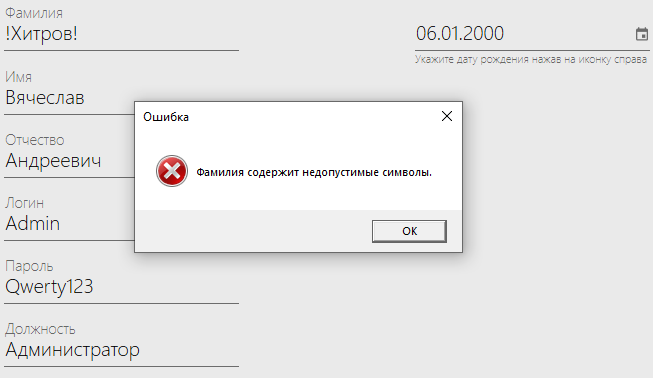 Фамилия
!Хитров!
06.01.2000
Укажите дату рождения нажав на иконку справа
Имя
Вячеслав
Ошибка
Отчество
Андреевич
Фамилия содержит недопустимые символы.
Логин
Admin
OK
Пароль
Qwerty123
Должность
Администратор